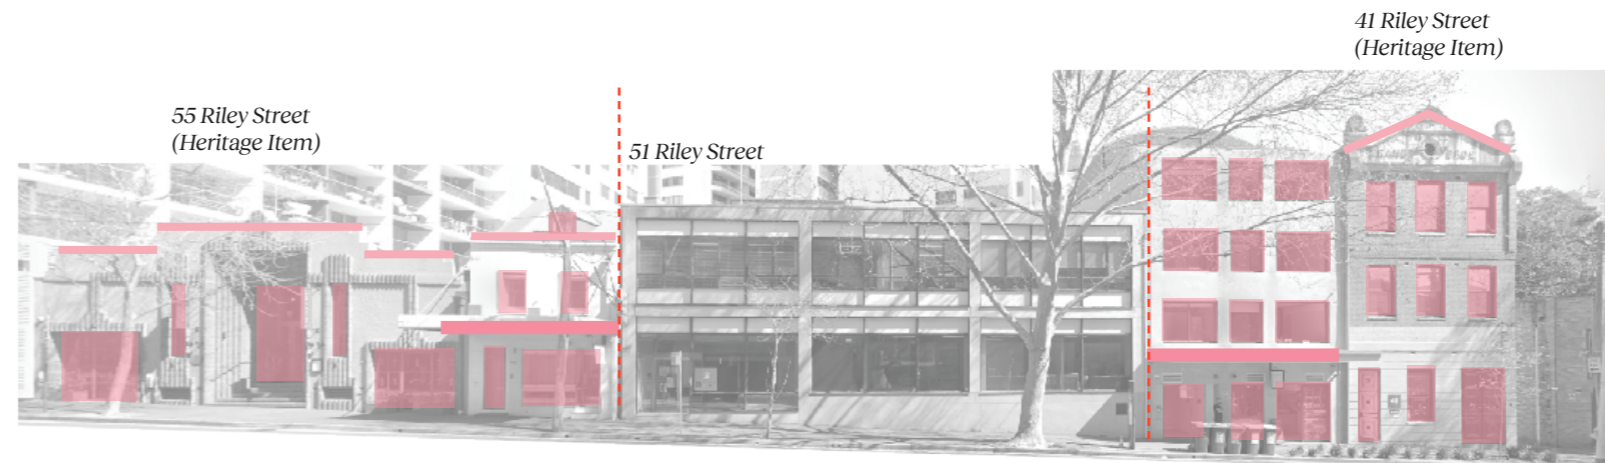 41 Riley Street
(Heritage Item)
55 Riley Street
(Heritage Item)
51 Riley Street